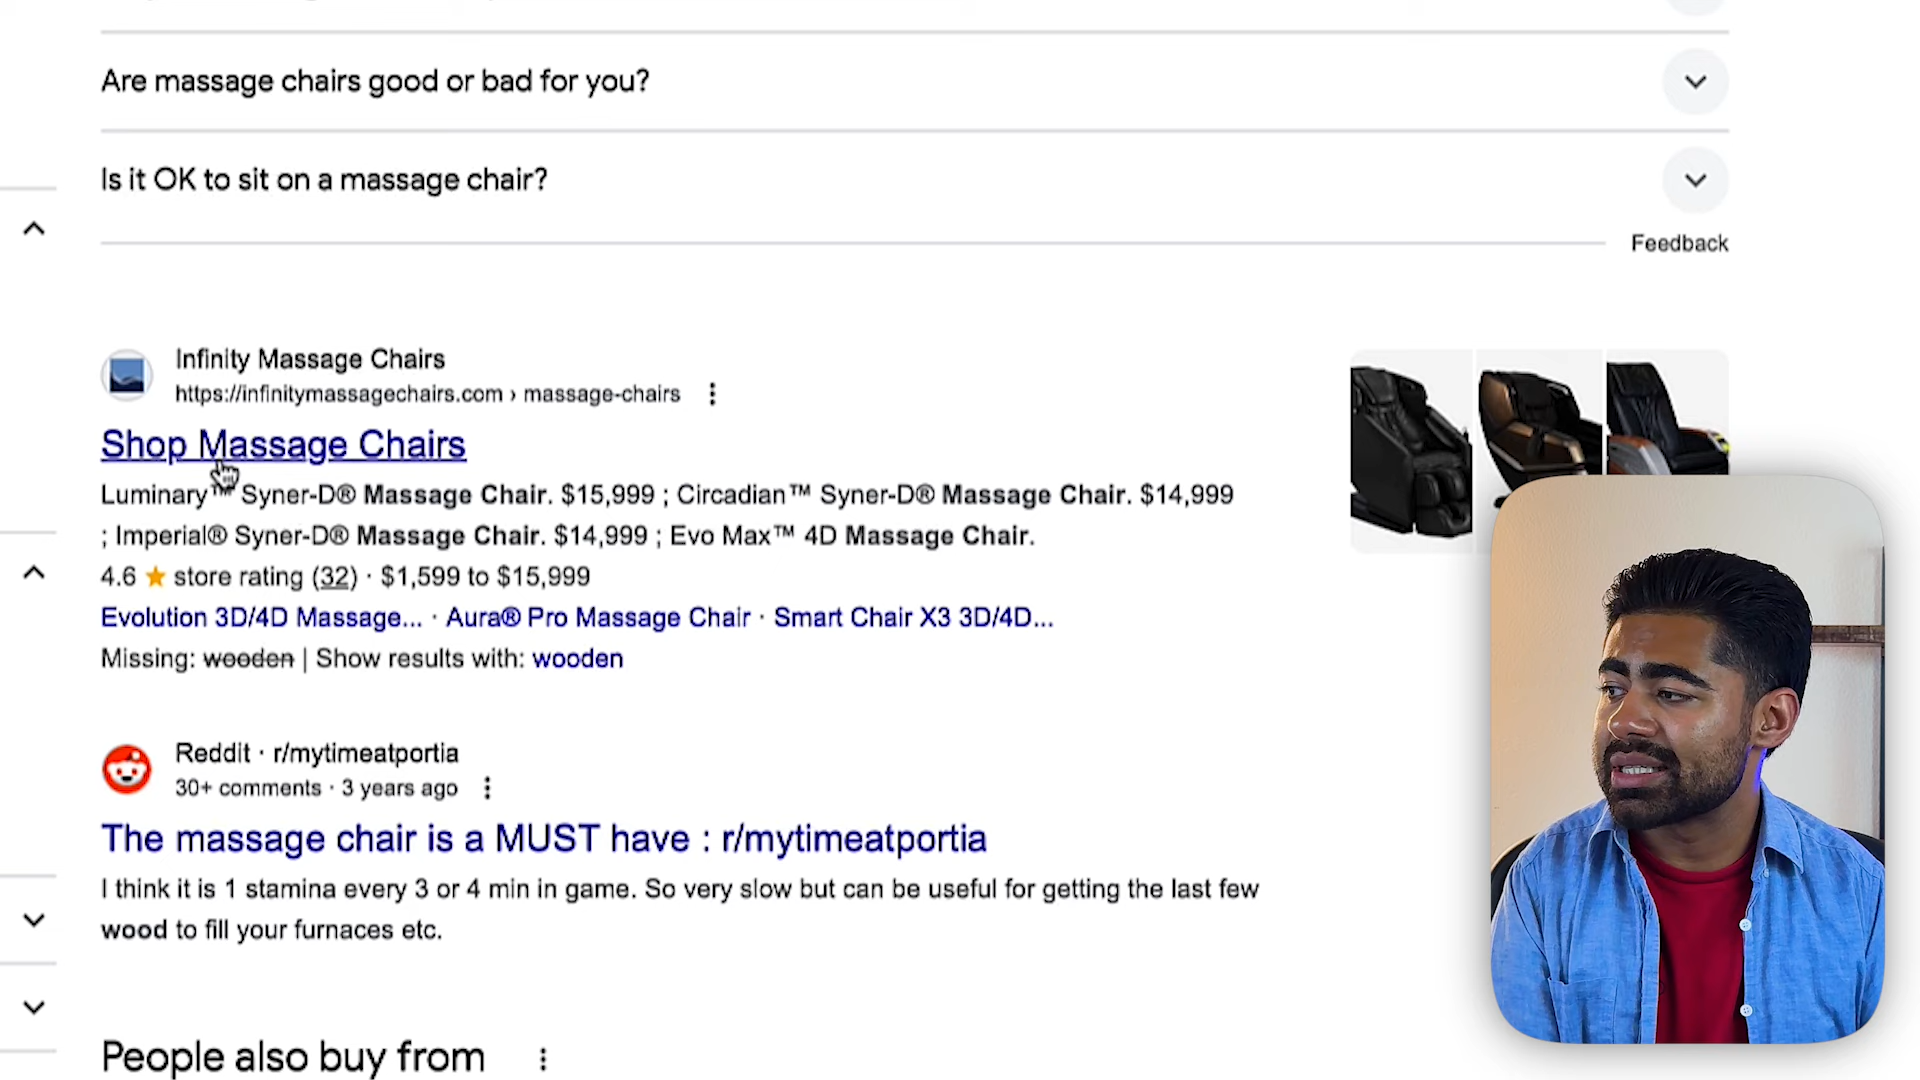 Are massage chairs good or bad for you?
Is it OK to sit on a massage chair?
Feedback
Infinity Massage Chairs
https://infinitymassagechairs.com › massage-chairs
Shop Massage Chairs
Luminary™ Syner-D® Massage Chair. $15,999 ; Circadian™ Syner-D® Massage Chair. $14,999
; Imperial® Syner-D® Massage Chair. $14,999 ; Evo Max™ 4D Massage Chair.
4.6 ★ store rating (32) · $1,599 to $15,999
Evolution 3D/4D Massage... · Aura® Pro Massage Chair · Smart Chair X3 3D/4D...
Missing: wooden | Show results with: wooden
Reddit · r/mytimeatportia
30+ comments · 3 years ago
The massage chair is a MUST have : r/mytimeatportia
I think it is 1 stamina every 3 or 4 min in game. So very slow but can be useful for getting the last few
wood to fill your furnaces etc.
People also buy from